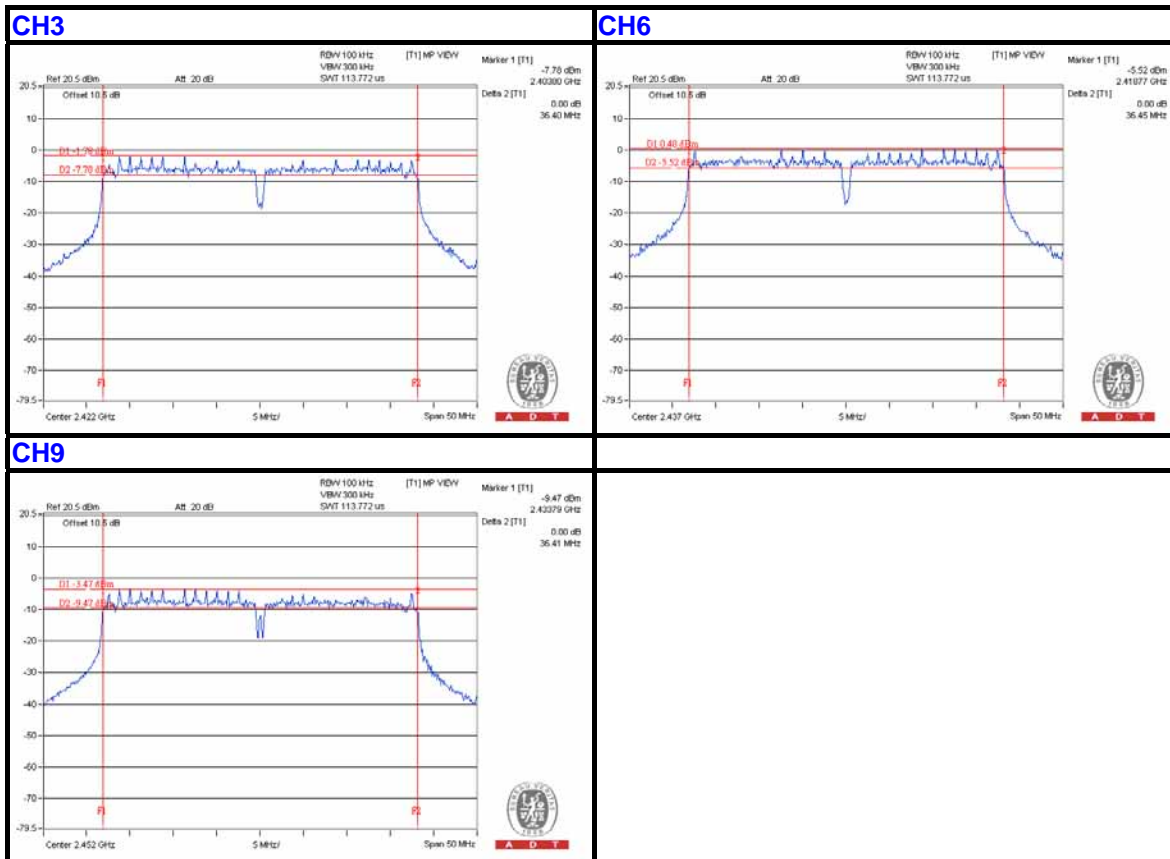 CH3
CH6
RBW 100 kHz
[T1] MP VIEW
VBW 300 kHz
SWT 113.772 us
Marker 1 [T1]
-7.78 dBm
2.40380 GHz
Delta 2 [T1]
0.00 dB
36.40 MHz
Ref 20.5 dBm
Att 20 dB
20.5
Offset 10.5 dB
10
0
D1 -1.78 dBm
D2 -7.78 dBm
-10
-20
-30
-40
-50
-60
-70
-79.5
F1
F2
Center 2.422 GHz
5 MHz/
Span 50 MHz
BUREAU VERITAS
1828
A D T
RBW 100 kHz
[T1] MP VIEW
VBW 300 kHz
SWT 113.772 us
Marker 1 [T1]
-5.52 dBm
2.41877 GHz
Delta 2 [T1]
0.00 dB
36.45 MHz
Ref 20.5 dBm
Att 20 dB
20.5
Offset 10.5 dB
10
0
D1 0.48 dBm
D2 -5.52 dBm
-10
-20
-30
-40
-50
-60
-70
-79.5
F1
F2
Center 2.437 GHz
5 MHz/
Span 50 MHz
BUREAU VERITAS
1828
A D T
CH9
RBW 100 kHz
[T1] MP VIEW
VBW 300 kHz
SWT 113.772 us
Marker 1 [T1]
-9.47 dBm
2.43379 GHz
Delta 2 [T1]
0.00 dB
36.41 MHz
Ref 20.5 dBm
Att 20 dB
20.5
Offset 10.5 dB
10
0
D1 -3.47 dBm
D2 -9.47 dBm
-10
-20
-30
-40
-50
-60
-70
-79.5
F1
F2
Center 2.452 GHz
5 MHz/
Span 50 MHz
BUREAU VERITAS
1828
A D T